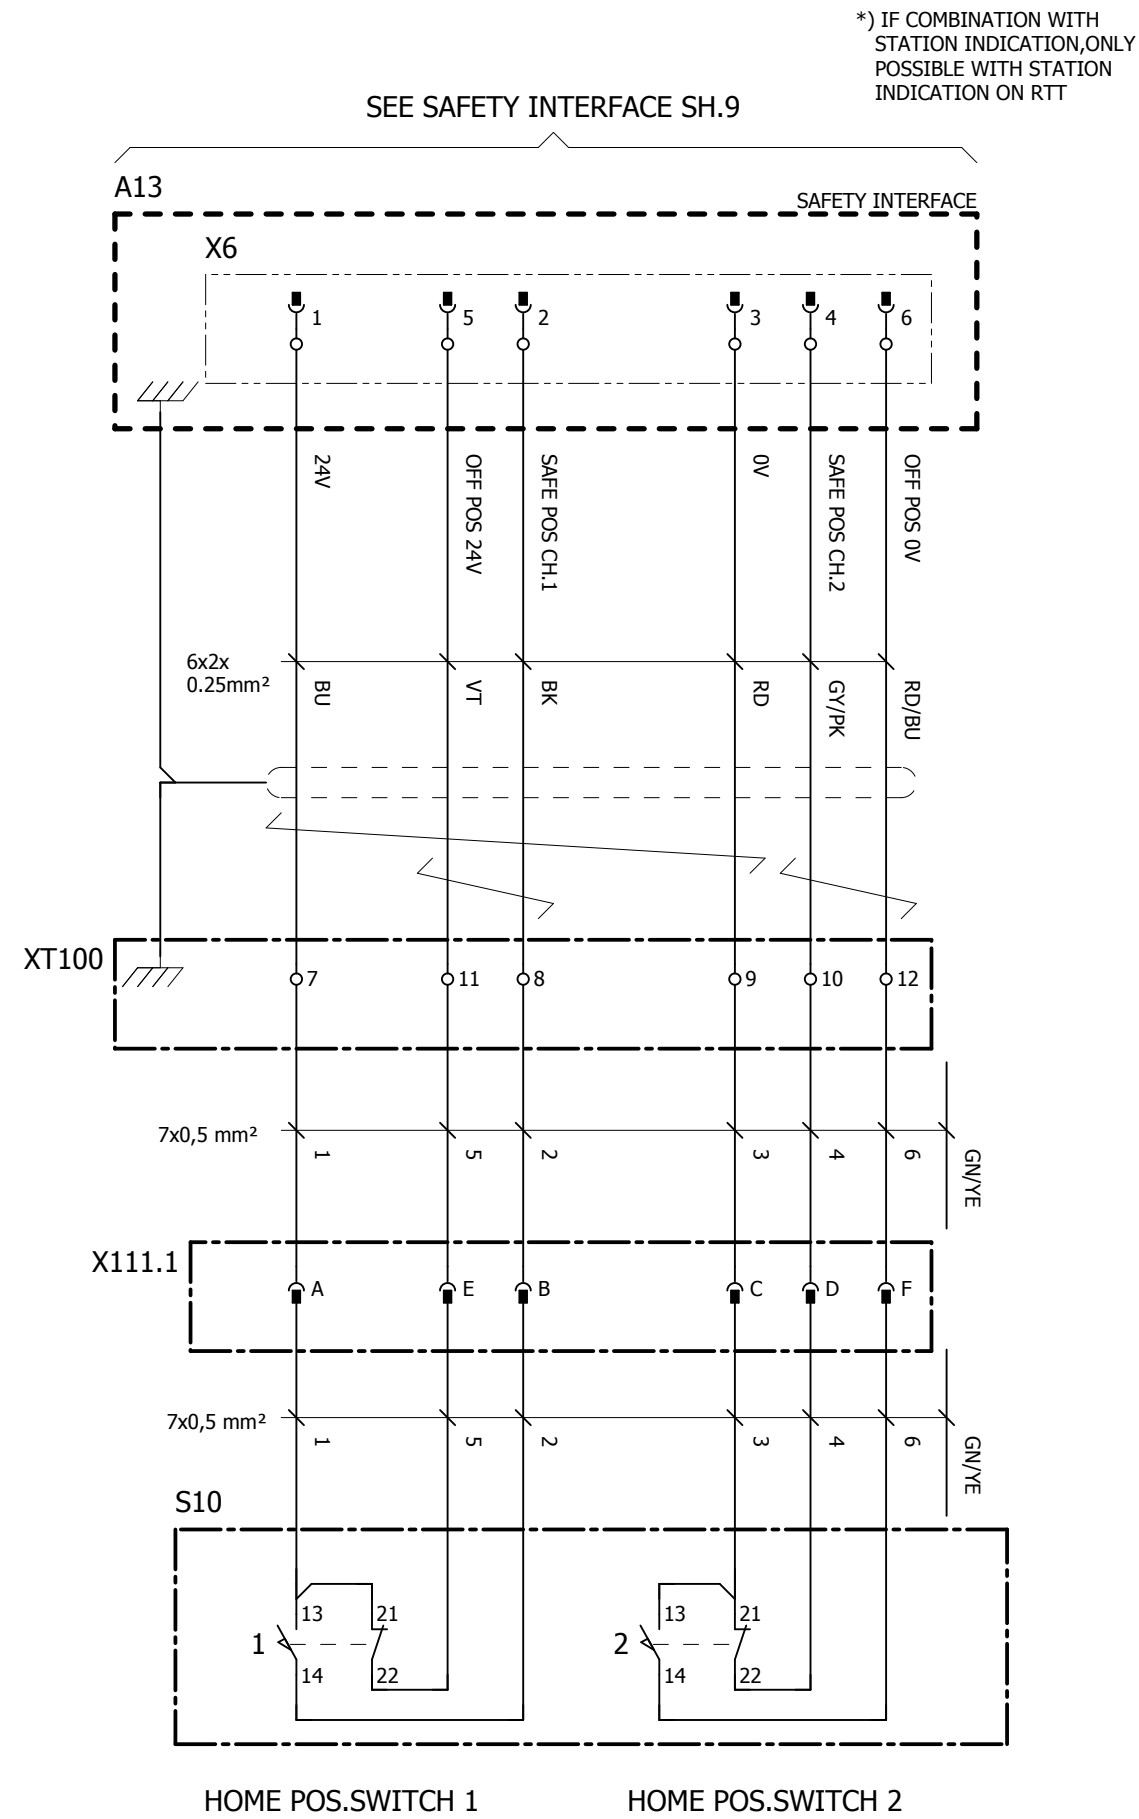 *) IF COMBINATION WITH
STATION INDICATION,ONLY
POSSIBLE WITH STATION
INDICATION ON RTT
SEE SAFETY INTERFACE SH.9
A13
SAFETY INTERFACE
X6
1 5 2 3 4 6
24V
OFF POS 24V
SAFE POS CH.1
0V
SAFE POS CH.2
OFF POS 0V
6x2x
0.25mm²
BU
VT
BK
RD
GY/PK
RD/BU
XT100
7 11 8 9 10 12
7x0,5 mm²
1 5 2 3 4 6
GN/YE
X111.1
A E B C D F
7x0,5 mm²
1 5 2 3 4 6
GN/YE
S10
13 21 13 21
1 2
14 22 14 22
HOME POS.SWITCH 1 HOME POS.SWITCH 2